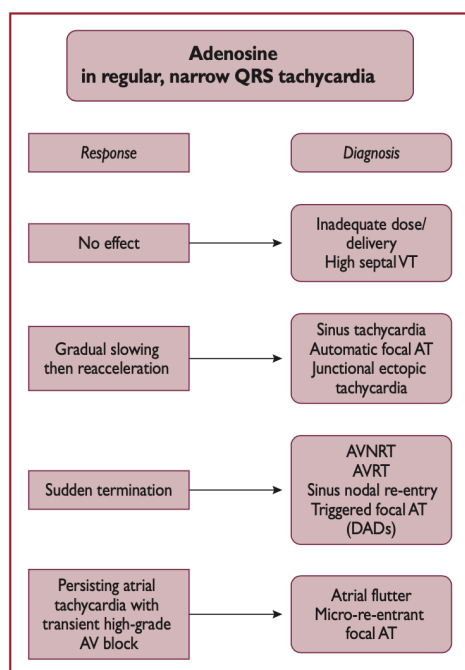 Adenosine
in regular, narrow QRS tachycardia
Response
Diagnosis
No effect
Inadequate dose/
delivery
High septal VT
Gradual slowing
then reacceleration
Sinus tachycardia
Automatic focal AT
Junctional ectopic
tachycardia
Sudden termination
AVNRT
AVRT
Sinus nodal re-entry
Triggered focal AT
(DADs)
Persisting atrial
tachycardia with
transient high-grade
AV block
Atrial flutter
Micro-re-entrant
focal AT